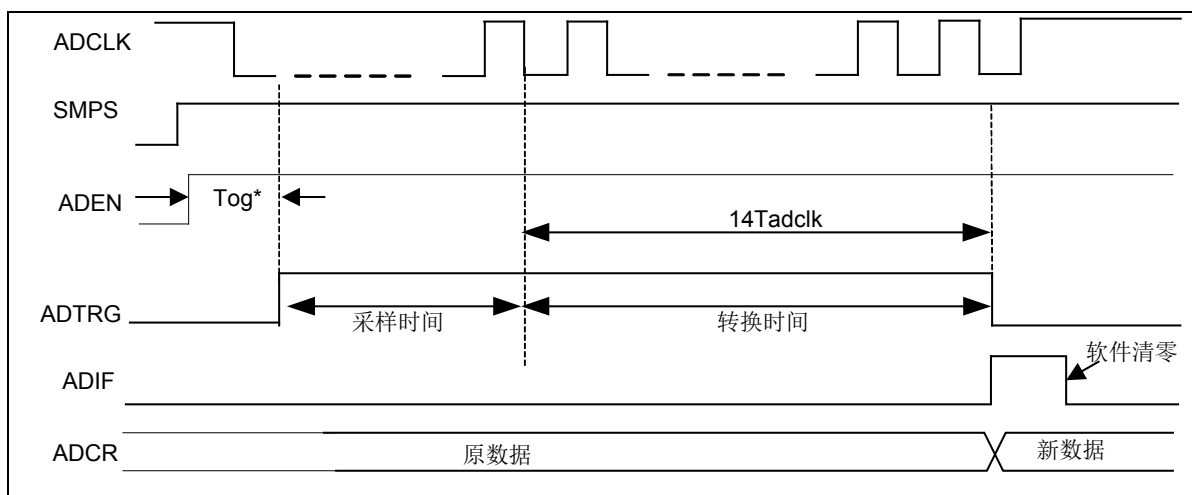 ADCLK
SMPS
ADEN
Tog*
14Tadclk
ADTRG
采样时间
转换时间
软件清零
ADIF
ADCR
原数据
新数据